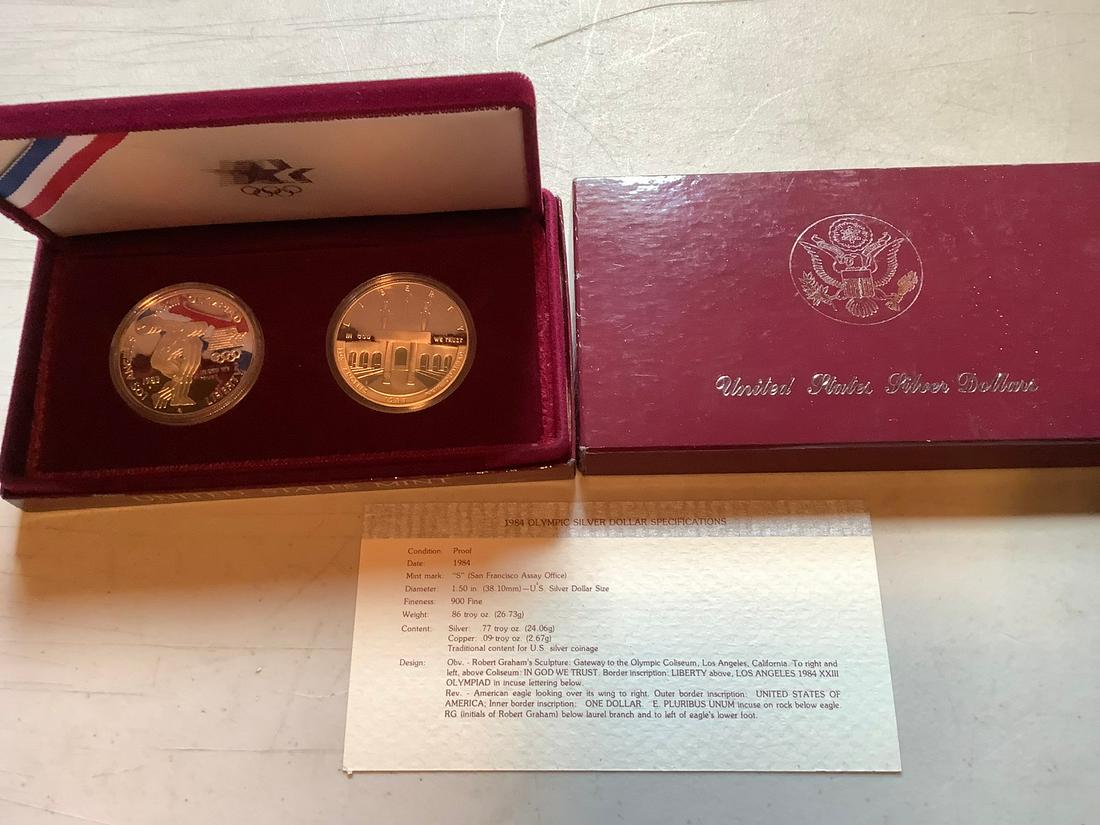 LIBERTY
IN GOD WE TRUST
1983
LIBERTY
United States Silver Dollars
UNITED STATES MINT
1984 OLYMPIC SILVER DOLLAR SPECIFICATIONS
Condition: Proof
Date: 1984
Mint mark: "S" (San Francisco Assay Office)
Diameter: 1.50 in. (38.10mm)—U.S. Silver Dollar Size
Fineness: 900 Fine
Weight: .86 troy oz. (26.73g)
Content: Silver: .77 troy oz. (24.06g)
Copper: .09 troy oz. (2.67g)
Traditional content for U.S. silver coinage
Design: Obv. - Robert Graham's Sculpture: Gateway to the Olympic Coliseum, Los Angeles, California. To right and
left, above Coliseum: IN GOD WE TRUST. Border inscription: LIBERTY above, LOS ANGELES 1984 XXIII
OLYMPIAD in incuse lettering below.
Rev. - American eagle looking over its wing to right. Outer border inscription: UNITED STATES OF
AMERICA; Inner border inscription: ONE DOLLAR. E. PLURIBUS UNUM incuse on rock below eagle.
RG (initials of Robert Graham) below laurel branch and to left of eagle's lower foot.